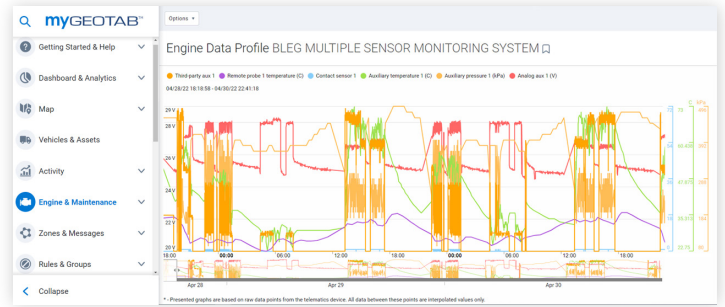 myGEOTAB™
Options
Getting Started & Help
Dashboard & Analytics
Map
Vehicles & Assets
Activity
Engine & Maintenance
Zones & Messages
Rules & Groups
Collapse
Engine Data Profile BLEG MULTIPLE SENSOR MONITORING SYSTEM
Third-party aux 1 Remote probe 1 temperature (C) Contact sensor 1 Auxiliary temperature 1 (C) Auxiliary pressure 1 (kPa) Analog aux 1 (V)
04/28/22 18:18:58 - 04/30/22 22:41:18
29 V
28 V
26 V
24 V
22 V
20 V
18:00 00:00 06:00 12:00 18:00 00:00 06:00 12:00 18:00
Apr 28 Apr 29 Apr 30
* - Presented graphs are based on raw data points from the telematics device. All data between these points are interpolated values only.